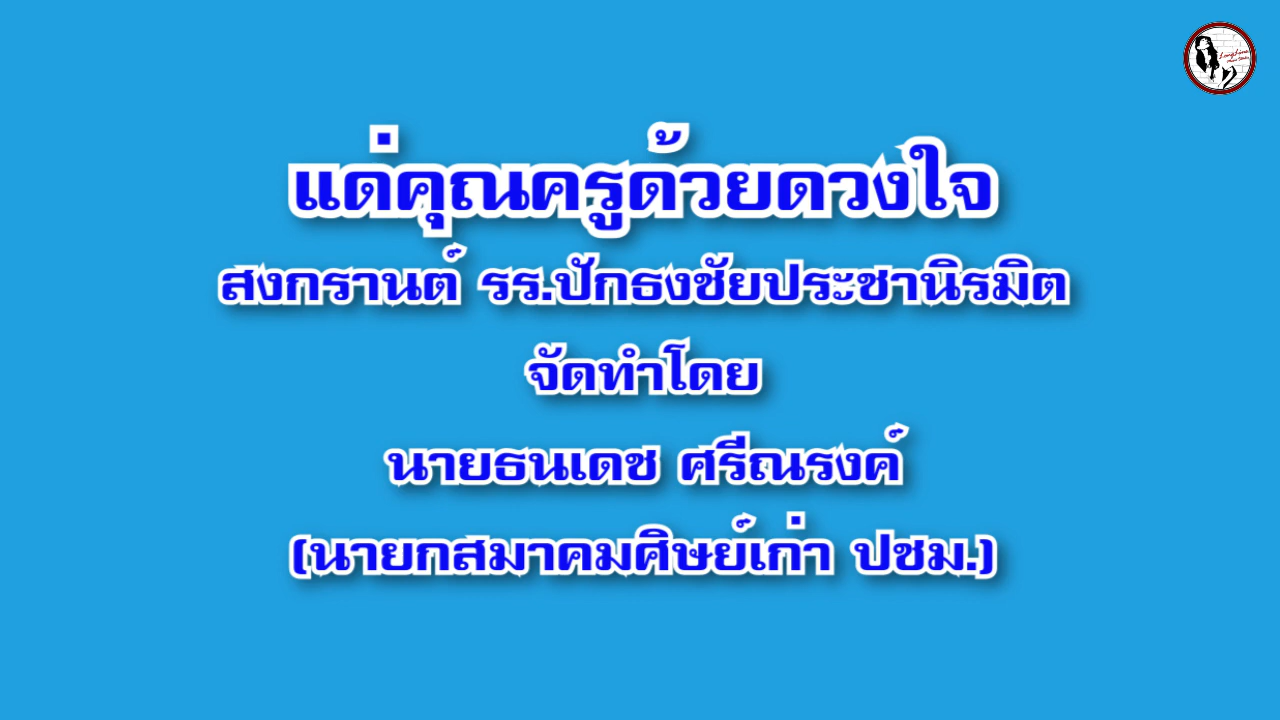 แด่คุณครูด้วยดวงใจ
สงกรานต์ รร.ปักธงชัยประชานิรมิต
จัดทำโดย
นายธนเดช ศรีณรงค์
(นายกสมาคมศิษย์เก่า ปชม.)